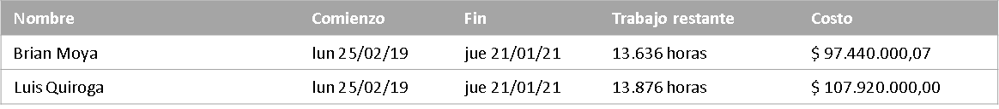 Nombre Comienzo Fin Trabajo restante Costo
Brian Moya lun 25/02/19 jue 21/01/21 13.636 horas $ 97.440.000,07
Luis Quiroga lun 25/02/19 jue 21/01/21 13.876 horas $ 107.920.000,00